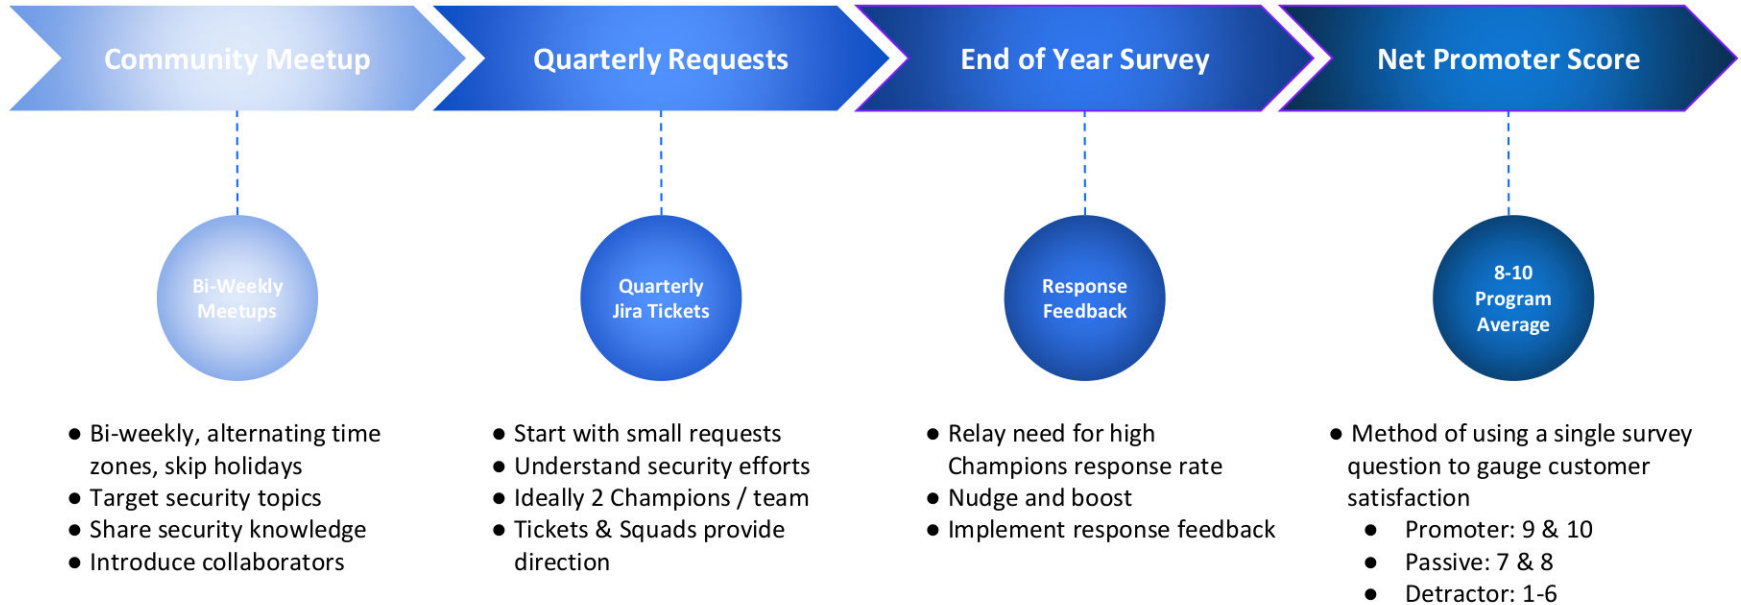 Community Meetup
Quarterly Requests
End of Year Survey
Net Promoter Score
Bi-Weekly
Meetups
Quarterly
Jira Tickets
Response
Feedback
8-10
Program
Average
● Bi-weekly, alternating time
zones, skip holidays
● Target security topics
● Share security knowledge
● Introduce collaborators
● Start with small requests
● Understand security efforts
● Ideally 2 Champions / team
● Tickets & Squads provide
direction
● Relay need for high
Champions response rate
● Nudge and boost
● Implement response feedback
● Method of using a single survey
question to gauge customer
satisfaction
● Promoter: 9 & 10
● Passive: 7 & 8
● Detractor: 1-6